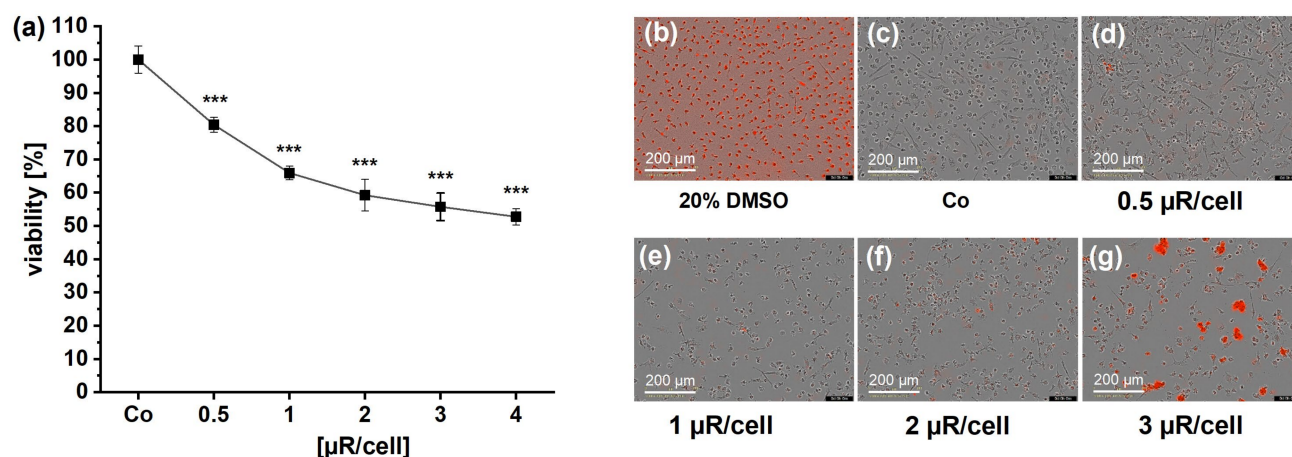 (a)
110
100
90
80
70
60
50
40
30
20
10
0
viability [%]
***
***
***
***
***
Co 0.5 1 2 3 4
[µR/cell]
(b)
200 µm
20% DMSO
(c)
200 µm
Co
(d)
200 µm
0.5 µR/cell
(e)
200 µm
1 µR/cell
(f)
200 µm
2 µR/cell
(g)
200 µm
3 µR/cell